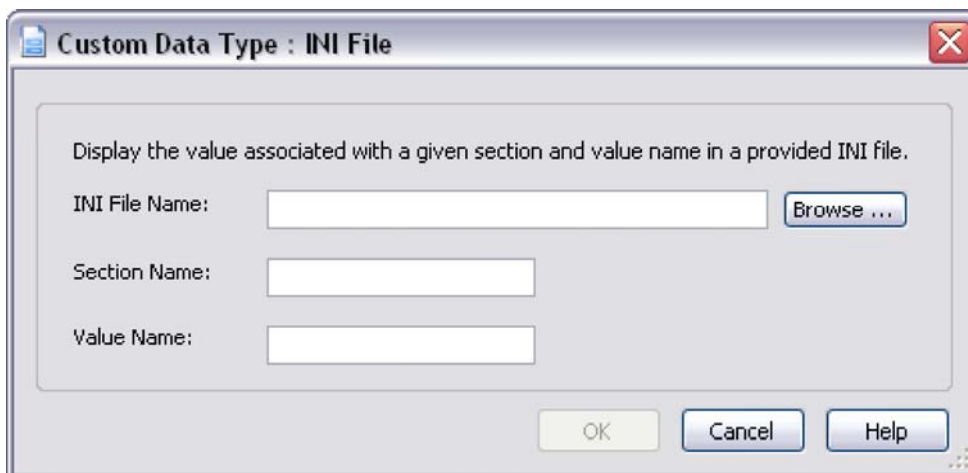 Custom Data Type : INI File
Display the value associated with a given section and value name in a provided INI file.
INI File Name:
Browse ...
Section Name:
Value Name:
OK
Cancel
Help